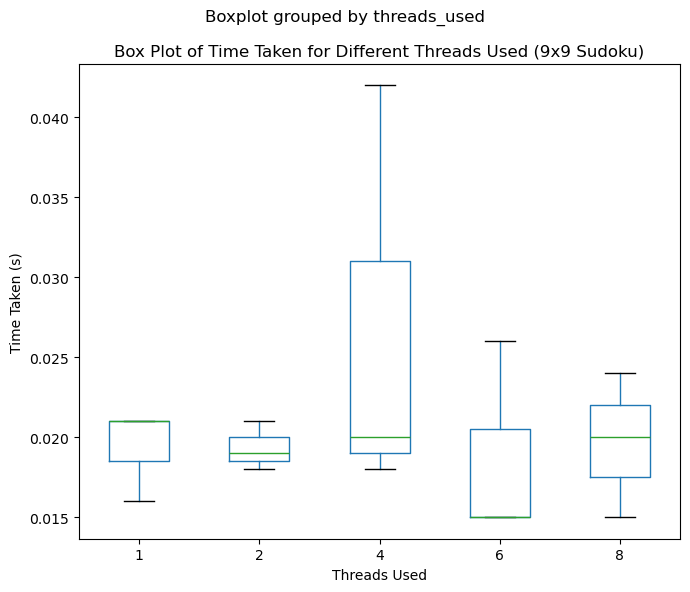 Boxplot grouped by threads_used
Box Plot of Time Taken for Different Threads Used (9x9 Sudoku)
0.040
0.035
0.030
0.025
0.020
0.015
Time Taken (s)
1 2 4 6 8
Threads Used